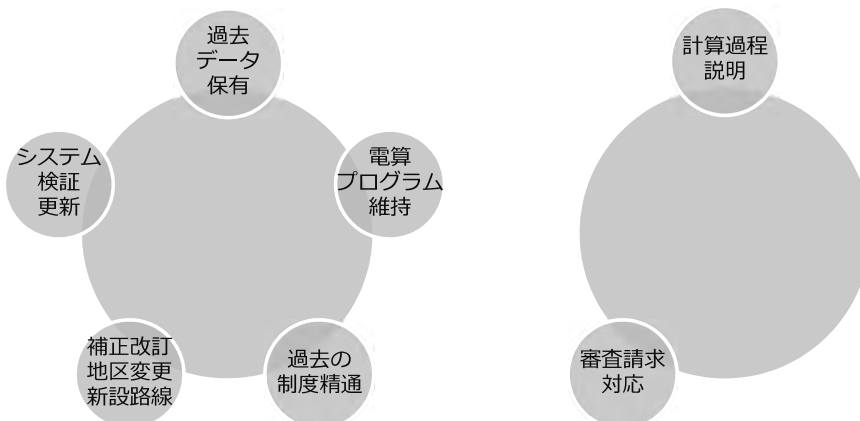 過去
データ
保有
システム
検証
更新
電算
プログラム
維持
補正改訂
地区変更
新設路線
過去の
制度精通
計算過程
説明
審査請求
対応